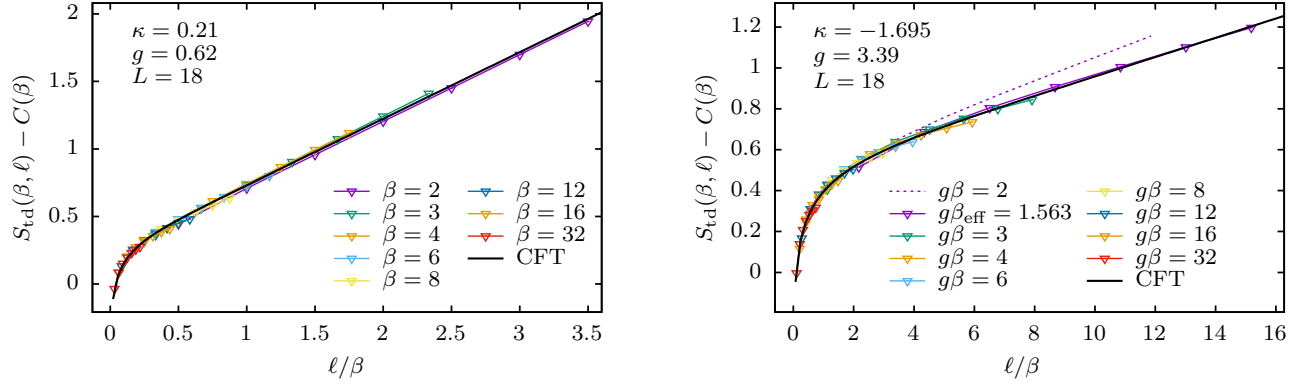 S_td(β, ℓ) − C(β)
2
1.5
1
0.5
0
κ = 0.21
g = 0.62
L = 18
β = 2
β = 3
β = 4
β = 6
β = 8
β = 12
β = 16
β = 32
CFT
0 0.5 1 1.5 2 2.5 3 3.5
ℓ/β
S_td(β, ℓ) − C(β)
1.2
1
0.8
0.6
0.4
0.2
0
κ = −1.695
g = 3.39
L = 18
gβ = 2
gβ_eff = 1.563
gβ = 3
gβ = 4
gβ = 6
gβ = 8
gβ = 12
gβ = 16
gβ = 32
CFT
0 2 4 6 8 10 12 14 16
ℓ/β